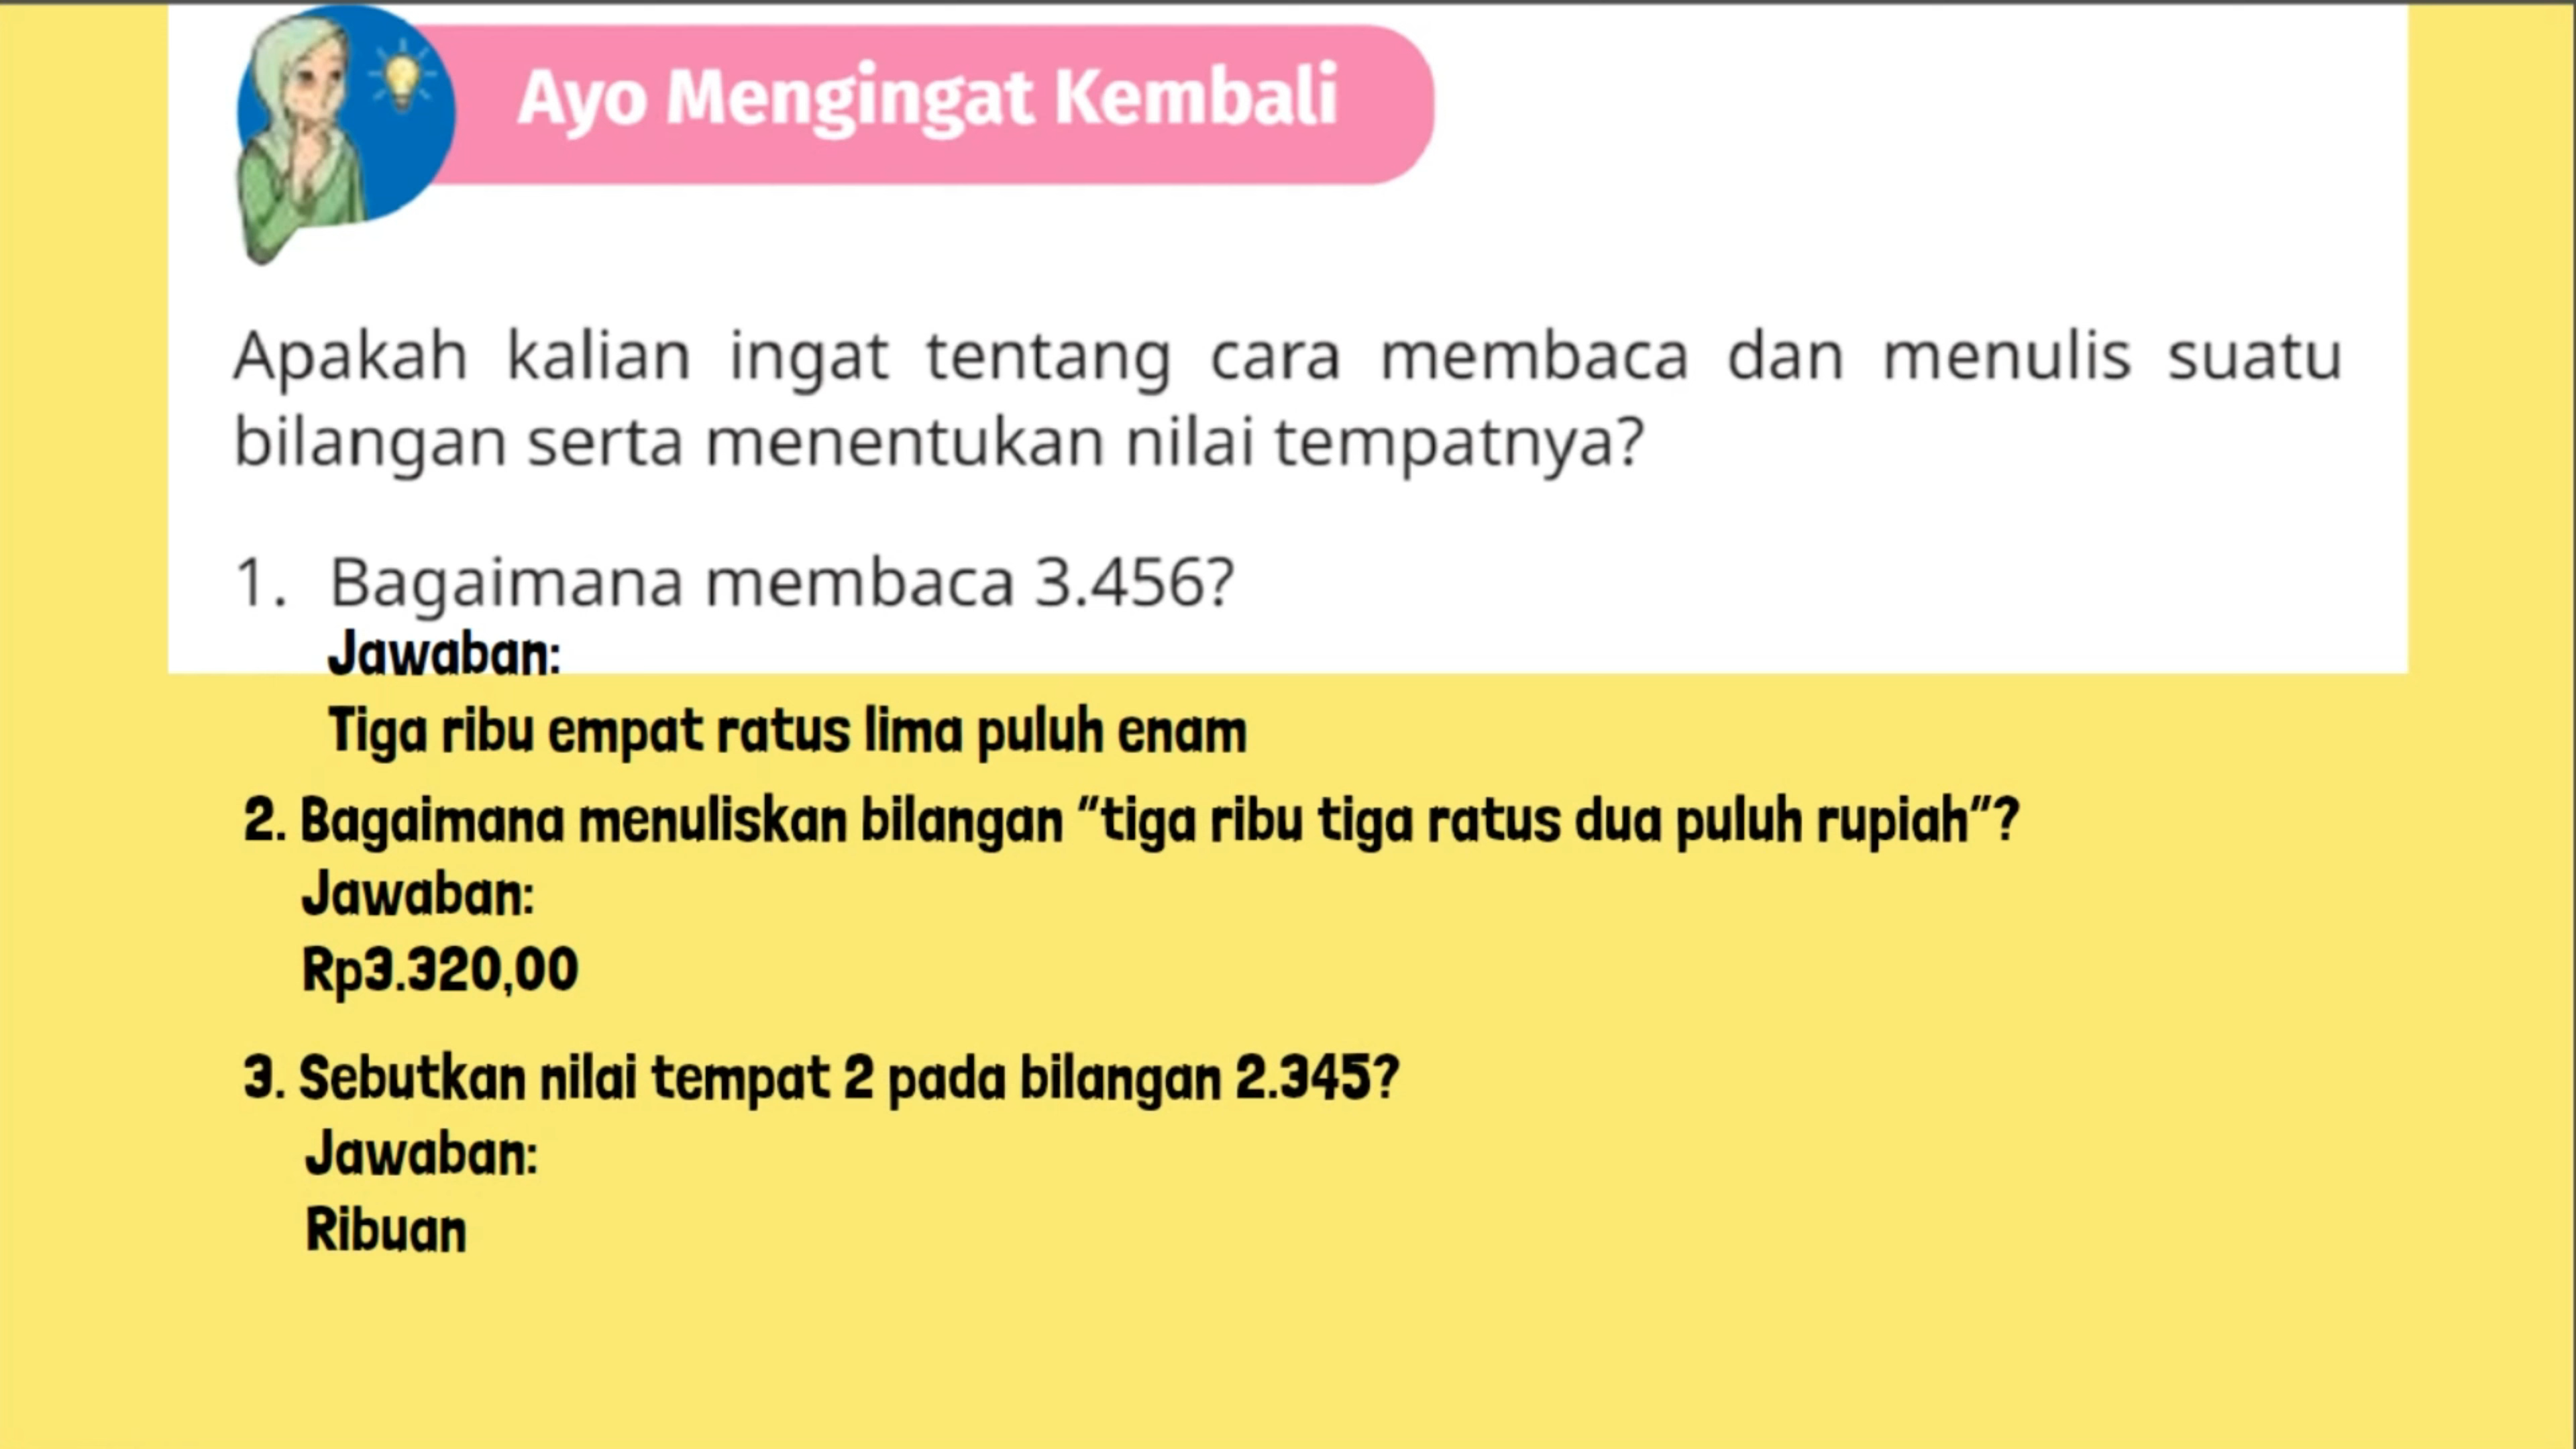 Ayo Mengingat Kembali
Apakah kalian ingat tentang cara membaca dan menulis suatu
bilangan serta menentukan nilai tempatnya?
1. Bagaimana membaca 3.456?
Jawaban:
Tiga ribu empat ratus lima puluh enam
2. Bagaimana menuliskan bilangan "tiga ribu tiga ratus dua puluh rupiah"?
Jawaban:
Rp3.320,00
3. Sebutkan nilai tempat 2 pada bilangan 2.345?
Jawaban:
Ribuan